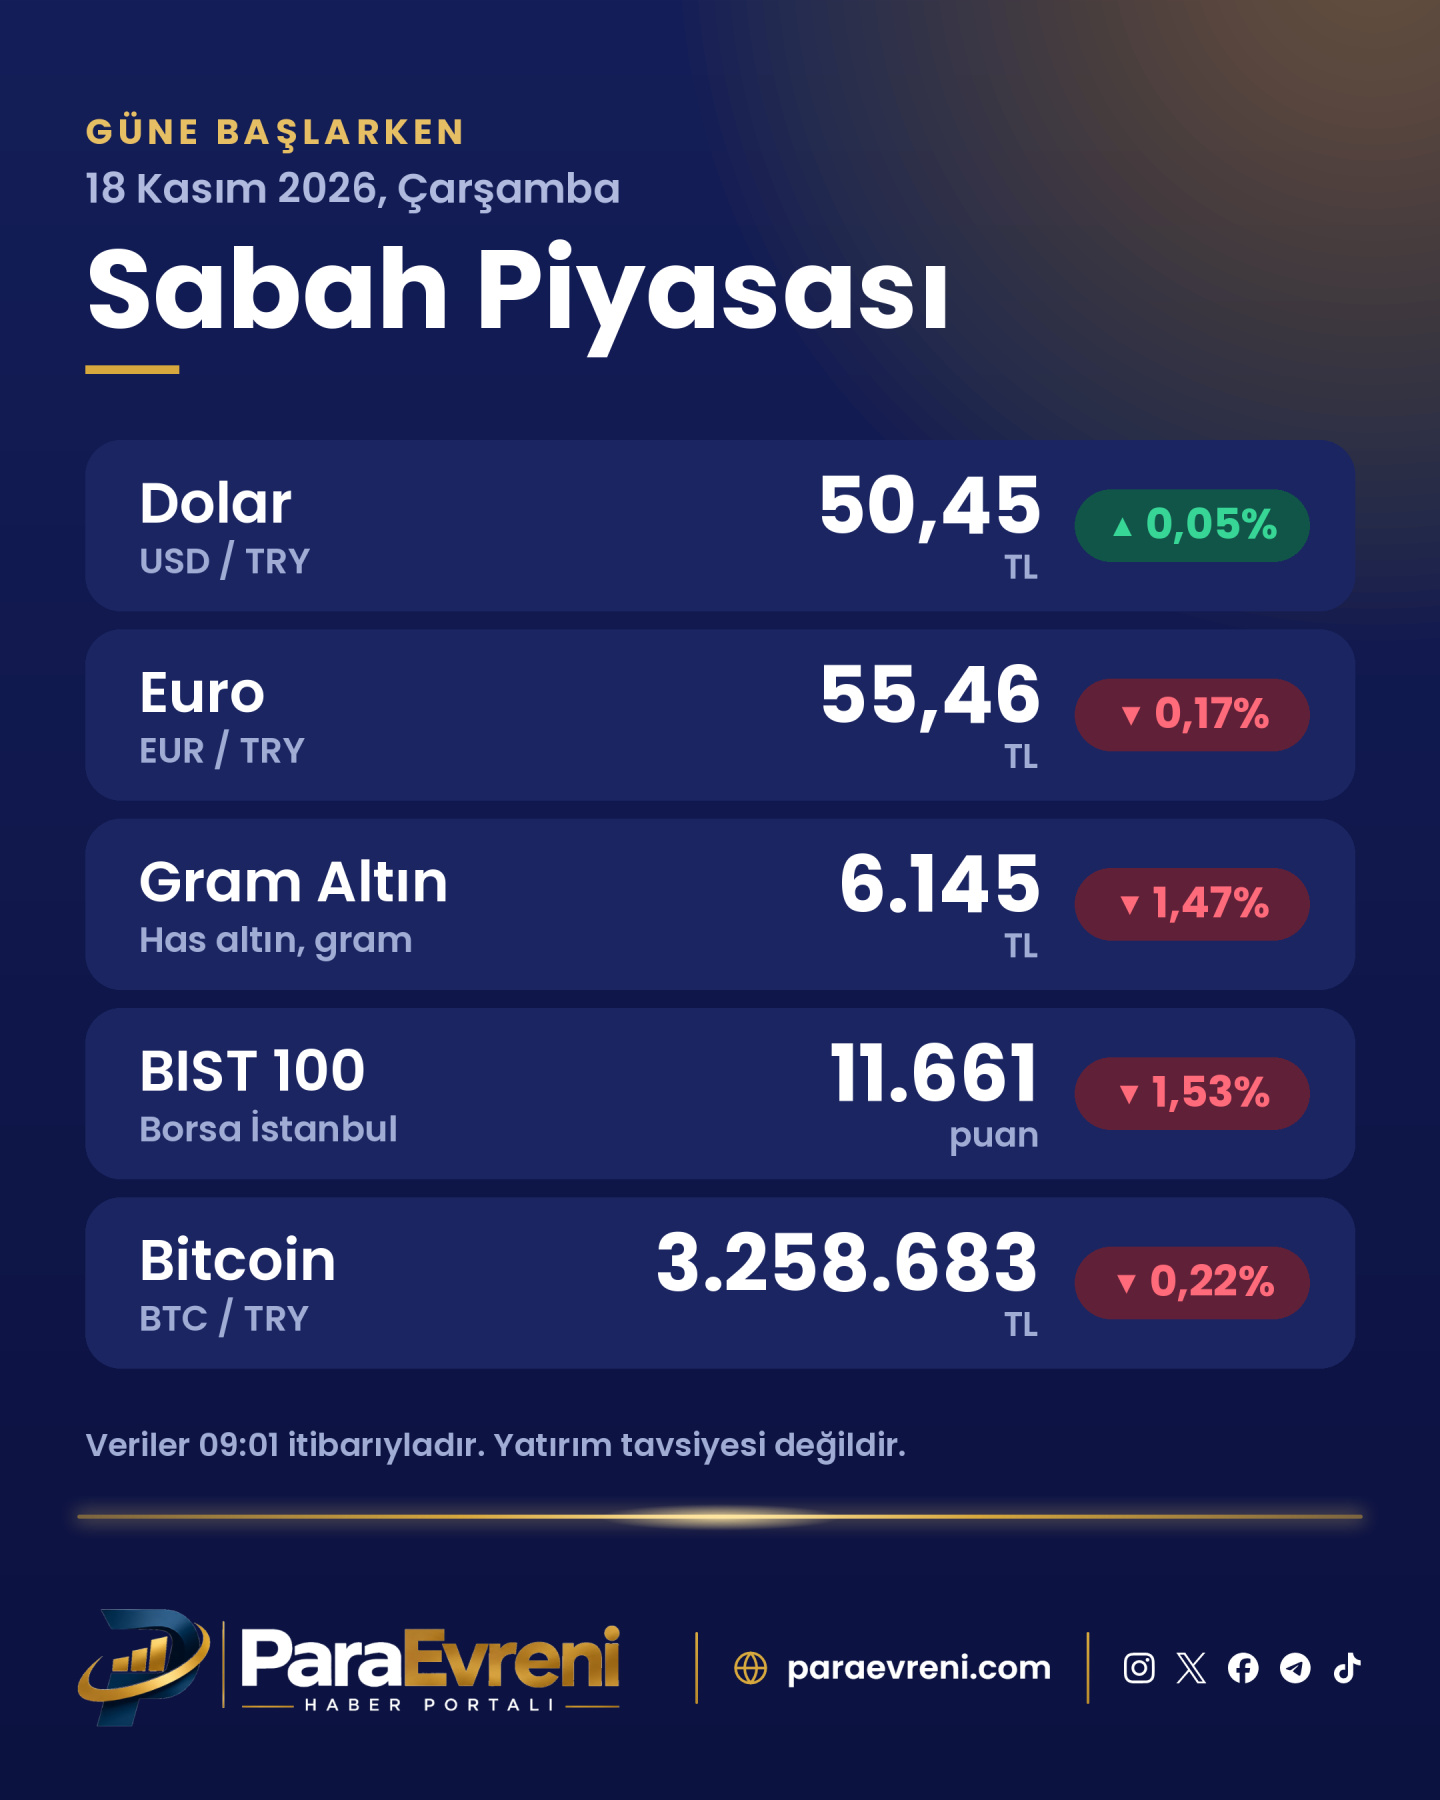 GÜNE BAŞLARKEN
18 Kasım 2026, Çarşamba
Sabah Piyasası
Dolar
USD / TRY
50,45
TL
▲ 0,05%
Euro
EUR / TRY
55,46
TL
▼ 0,17%
Gram Altın
Has altın, gram
6.145
TL
▼ 1,47%
BIST 100
Borsa İstanbul
11.661
puan
▼ 1,53%
Bitcoin
BTC / TRY
3.258.683
TL
▼ 0,22%
Veriler 09:01 itibarıyladır. Yatırım tavsiyesi değildir.
ParaEvreni
HABER PORTALI
paraevreni.com